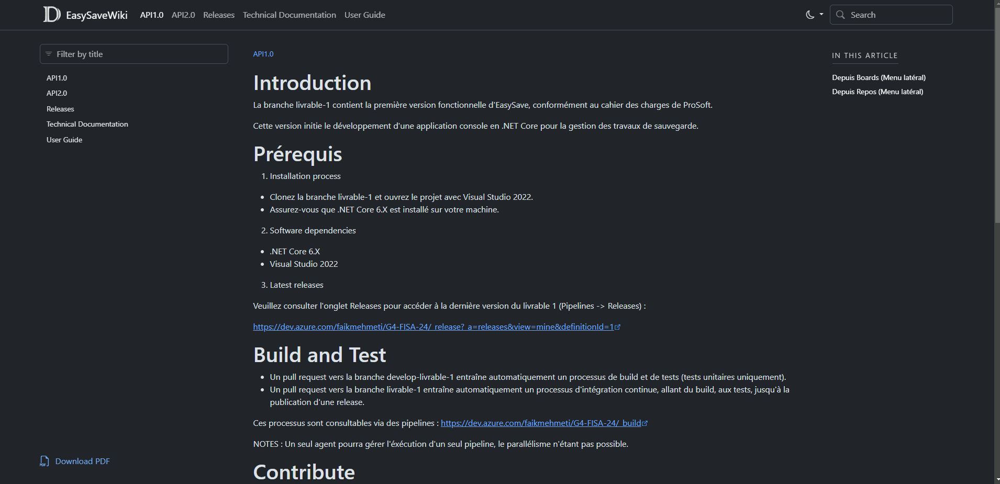 EasySaveWiki API1.0 API2.0 Releases Technical Documentation User Guide Search
Filter by title
API1.0
API2.0
Releases
Technical Documentation
User Guide
PDF Download PDF
API1.0
Introduction
La branche livrable-1 contient la première version fonctionnelle d'EasySave, conformément au cahier des charges de ProSoft.
Cette version initie le développement d'une application console en .NET Core pour la gestion des travaux de sauvegarde.
Prérequis
1. Installation process
• Clonez la branche livrable-1 et ouvrez le projet avec Visual Studio 2022.
• Assurez-vous que .NET Core 6.X est installé sur votre machine.
2. Software dependencies
• .NET Core 6.X
• Visual Studio 2022
3. Latest releases
Veuillez consulter l'onglet Releases pour accéder à la dernière version du livrable 1 (Pipelines -> Releases) :
https://dev.azure.com/faikmehmeti/G4-FISA-24/_release?_a=releases&view=mine&definitionId=1
Build and Test
• Un pull request vers la branche develop-livrable-1 entraîne automatiquement un processus de build et de tests (tests unitaires uniquement).
• Un pull request vers la branche livrable-1 entraîne automatiquement un processus d'intégration continue, allant du build, aux tests, jusqu'à la
publication d'une release.
Ces processus sont consultables via des pipelines : https://dev.azure.com/faikmehmeti/G4-FISA-24/_build
NOTES : Un seul agent pourra gérer l'éxécution d'un seul pipeline, le parallélisme n'étant pas possible.
Contribute
IN THIS ARTICLE
Depuis Boards (Menu latéral)
Depuis Repos (Menu latéral)